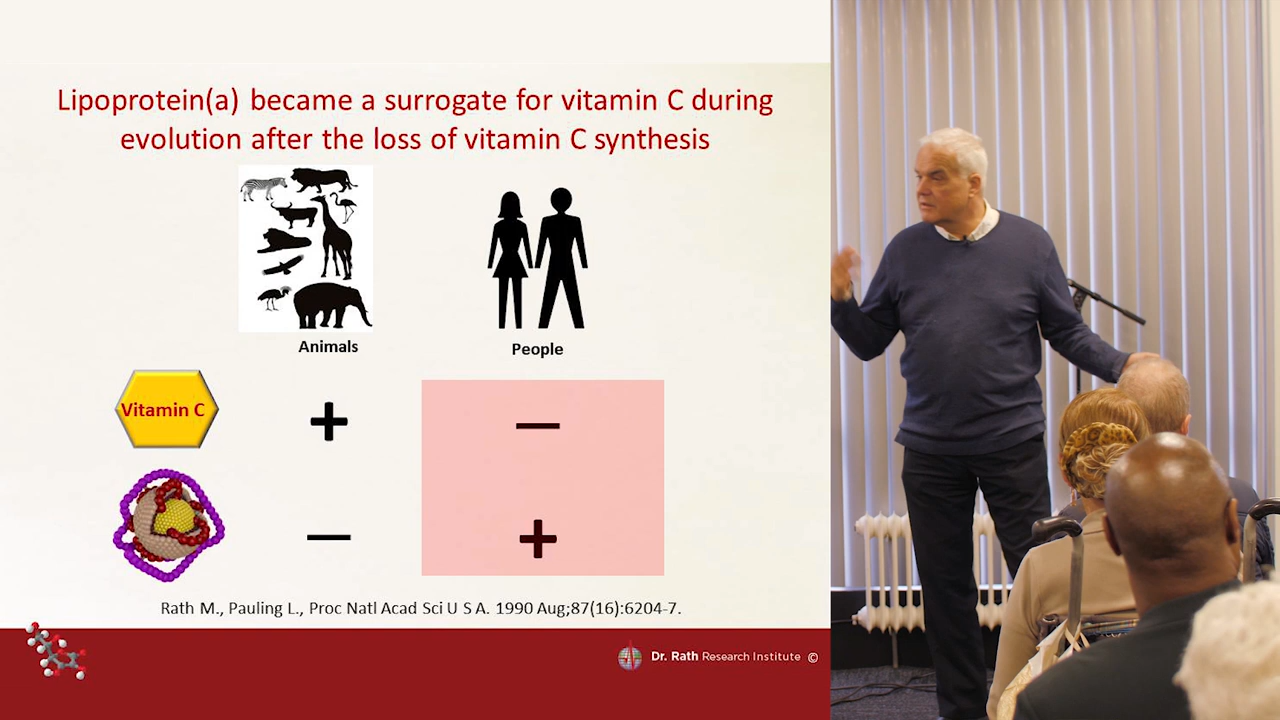 Lipoprotein(a) became a surrogate for vitamin C during
evolution after the loss of vitamin C synthesis
Animals
People
Vitamin C
+
—
—
+
Rath M., Pauling L., Proc Natl Acad Sci U S A. 1990 Aug;87(16):6204-7.
Dr. Rath Research Institute ©